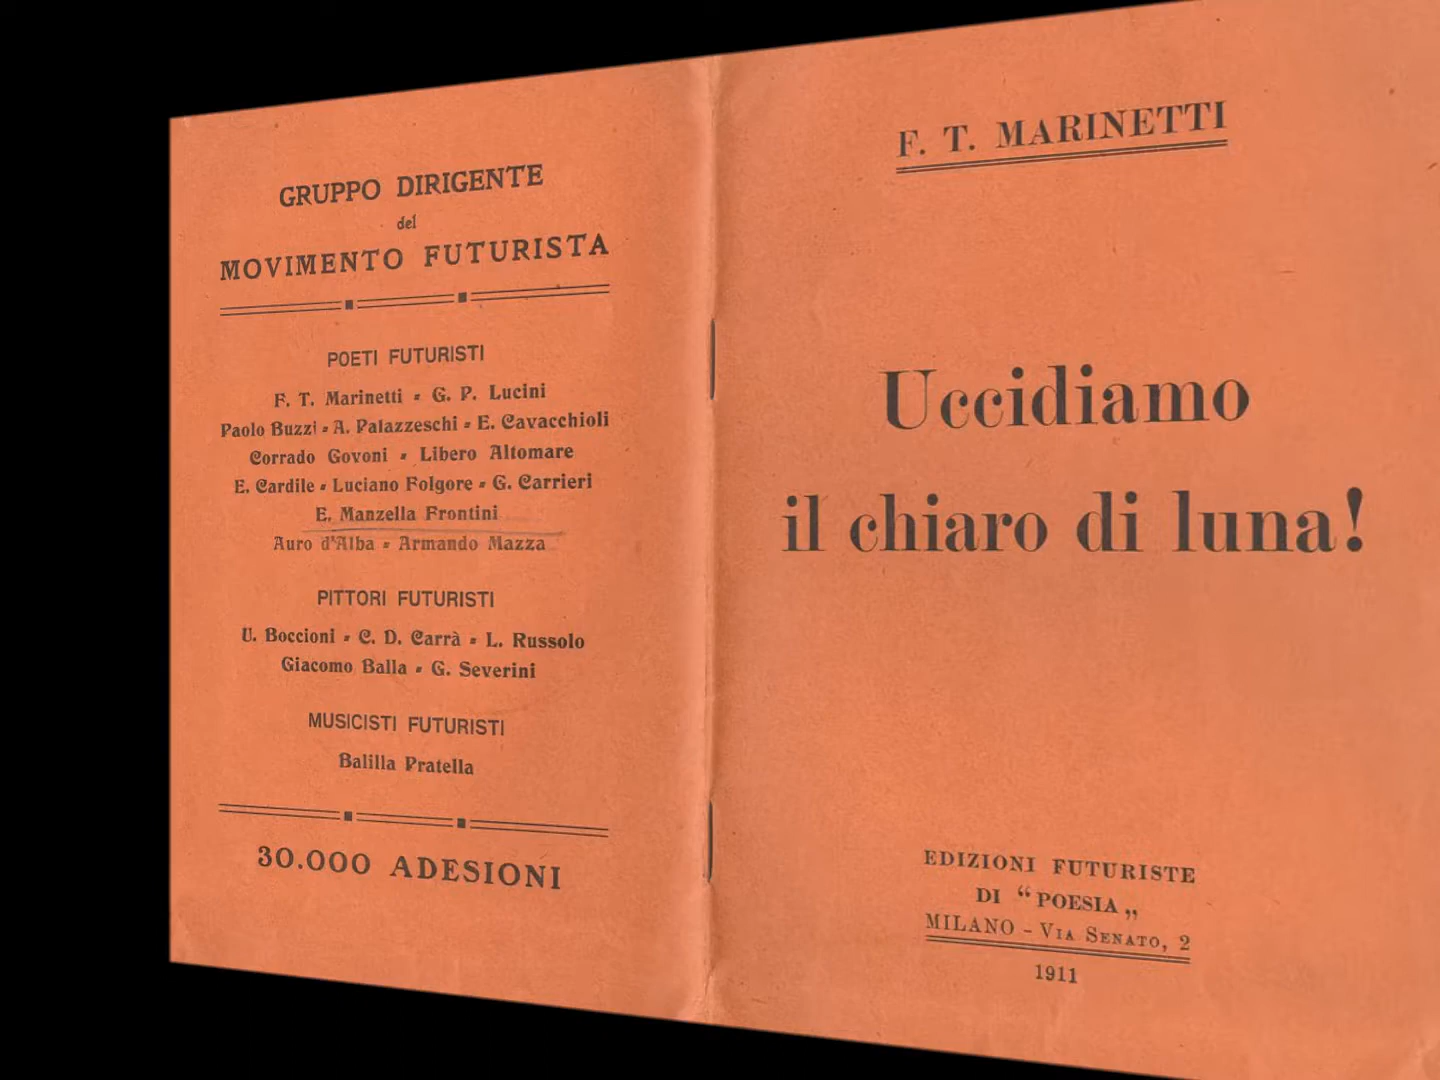 GRUPPO DIRIGENTE
del
MOVIMENTO FUTURISTA
POETI FUTURISTI
F. T. Marinetti - G. P. Lucini
Paolo Buzzi - A. Palazzeschi - E. Cavacchioli
Corrado Govoni - Libero Altomare
E. Cardile - Luciano Folgore - G. Carrieri
E. Manzella Frontini
Auro d'Alba - Armando Mazza
PITTORI FUTURISTI
U. Boccioni - C. D. Carrà - L. Russolo
Giacomo Balla - G. Severini
MUSICISTI FUTURISTI
Balilla Pratella
30.000 ADESIONI
F. T. MARINETTI
Uccidiamo
il chiaro di luna!
EDIZIONI FUTURISTE
DI “POESIA„
MILANO - VIA SENATO, 2
1911